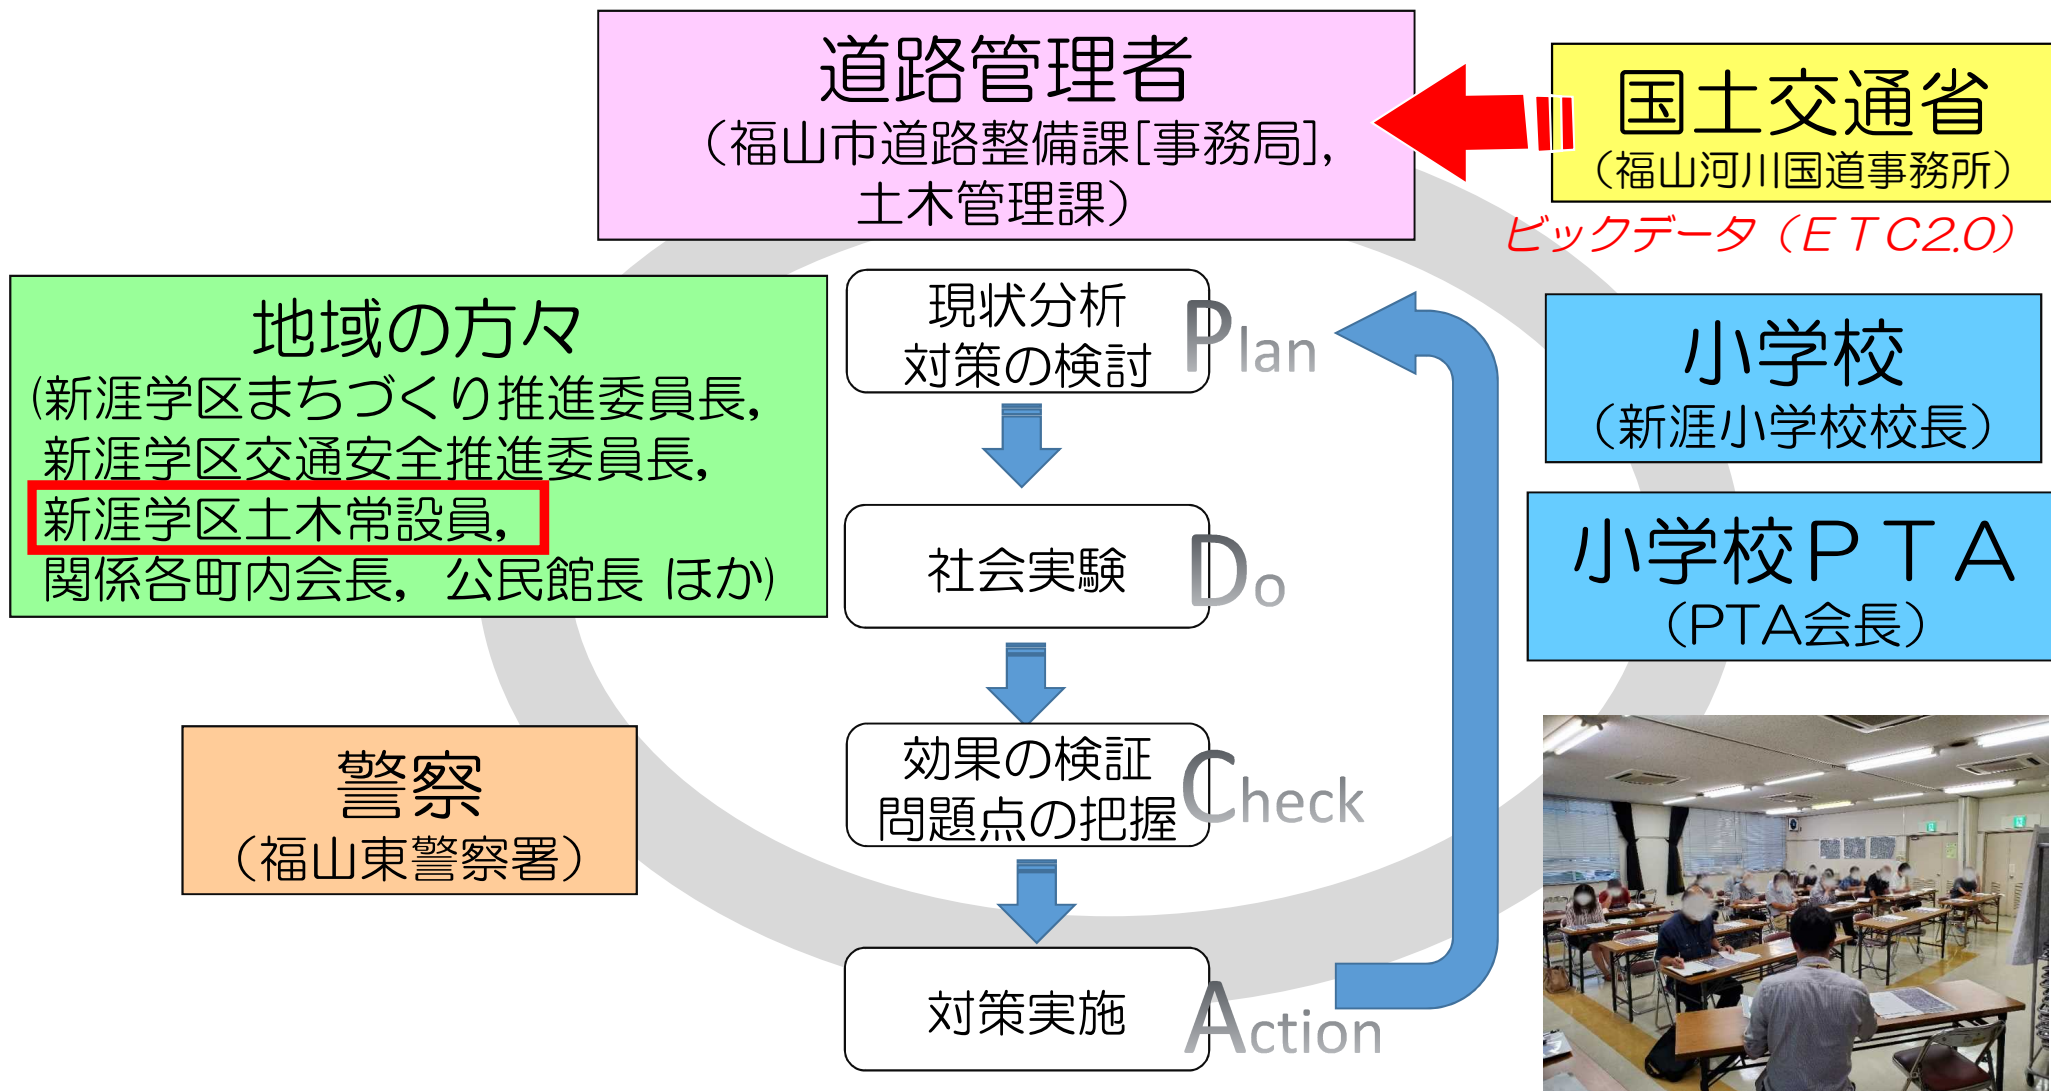 道路管理者
（福山市道路整備課[事務局],
土木管理課）
国土交通省
（福山河川国道事務所）
ビックデータ（ＥＴＣ2.0）
地域の方々
(新涯学区まちづくり推進委員長,
新涯学区交通安全推進委員長,
新涯学区土木常設員,
関係各町内会長, 公民館長 ほか)
現状分析
対策の検討
Plan
小学校
（新涯小学校校長）
社会実験
Do
小学校ＰＴＡ
（PTA会長）
警察
（福山東警察署）
効果の検証
問題点の把握
Check
対策実施
Action